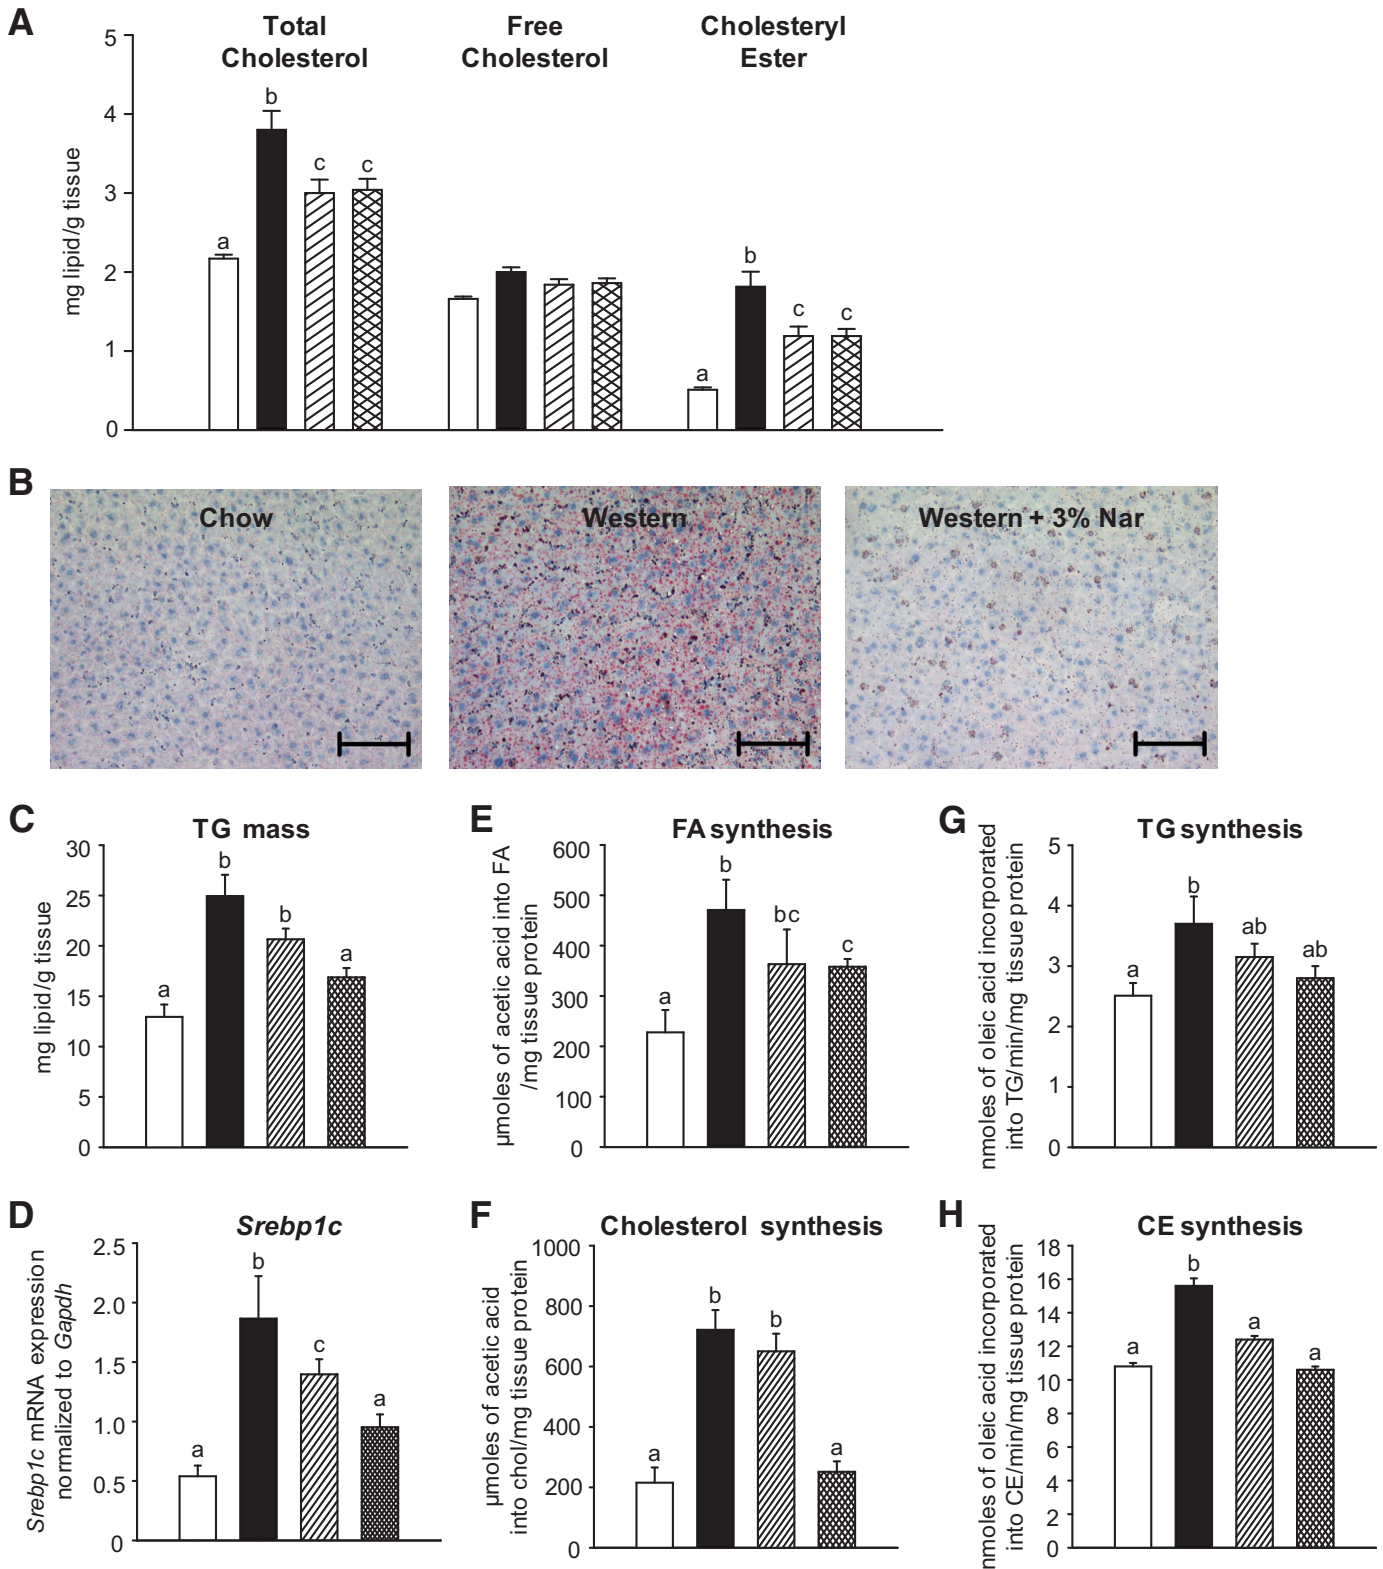 A
Total
Cholesterol
Free
Cholesterol
Cholesteryl
Ester
mg lipid/g tissue
5
4
3
2
1
0
a
b
c
c
a
b
c
c
B
Chow
Western
Western + 3% Nar
C
TG mass
mg lipid/g tissue
30
25
20
15
10
5
0
a
b
b
a
E
FA synthesis
µmoles of acetic acid into FA
/mg tissue protein
600
500
400
300
200
100
0
a
b
bc
c
G
TG synthesis
nmoles of oleic acid incorporated
into TG/min/mg tissue protein
5
4
3
2
1
0
a
b
ab
ab
D
Srebp1c
Srebp1c mRNA expression
normalized to Gapdh
2.5
2.0
1.5
1.0
0.5
0
a
b
c
a
F
Cholesterol synthesis
µmoles of acetic acid
into chol/mg tissue protein
1000
800
600
400
200
0
a
b
b
a
H
CE synthesis
nmoles of oleic acid incorporated
into CE/min/mg tissue protein
18
16
14
12
10
8
6
4
2
0
a
b
a
a